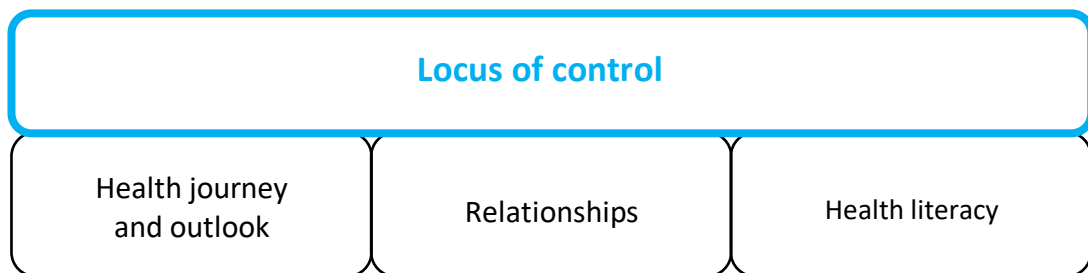 Locus of control
Health journey
and outlook
Relationships
Health literacy